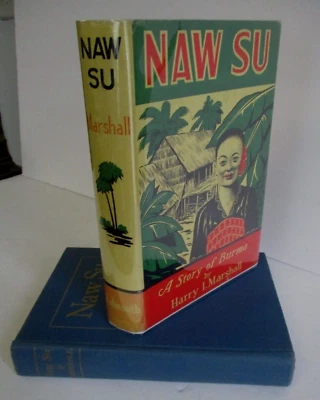 NAW
SU
Marshall
NAW SU
A Story of Burma
by
Harry I. Marshall
Naw Su